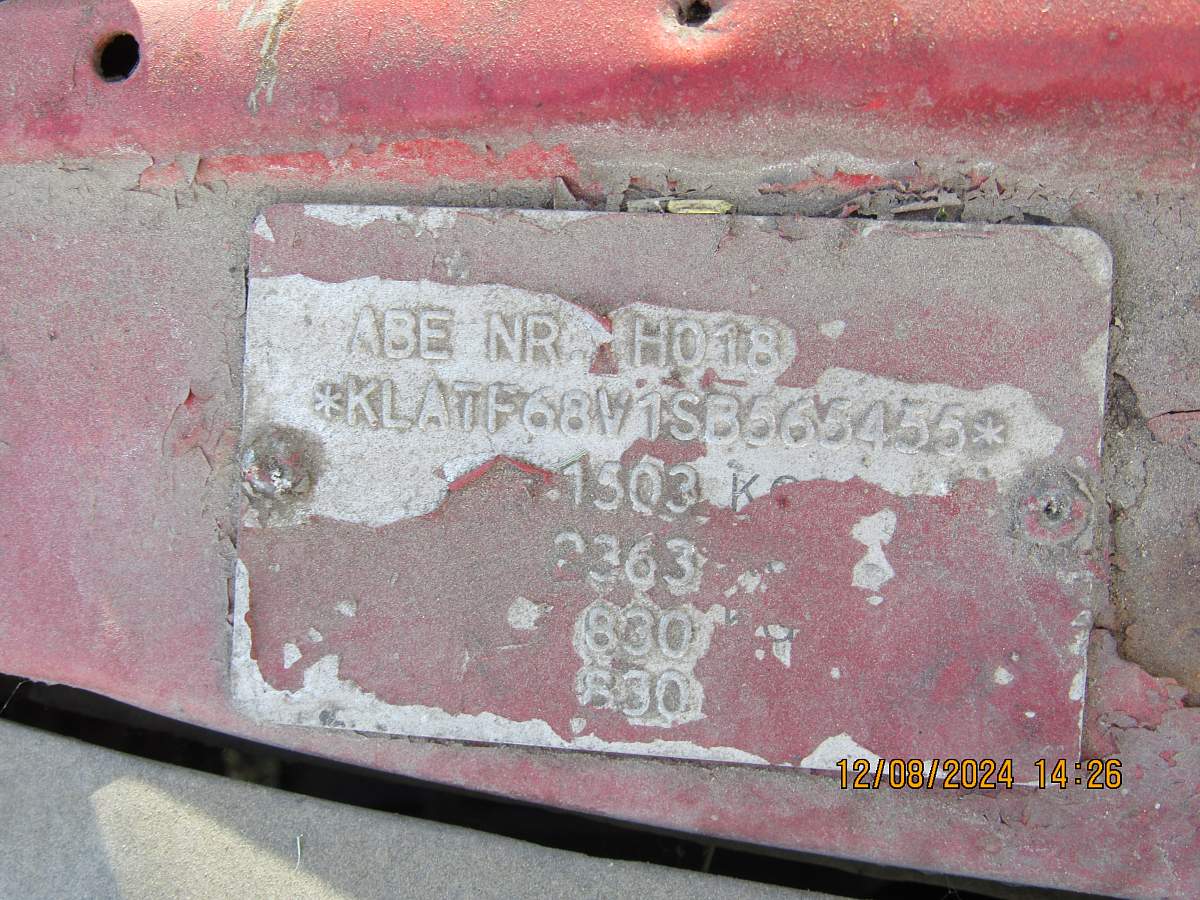 ABE NR. H018
*KLATF68V1SB565455*
1503 KG
2363
830
830
12/08/2024 14:26